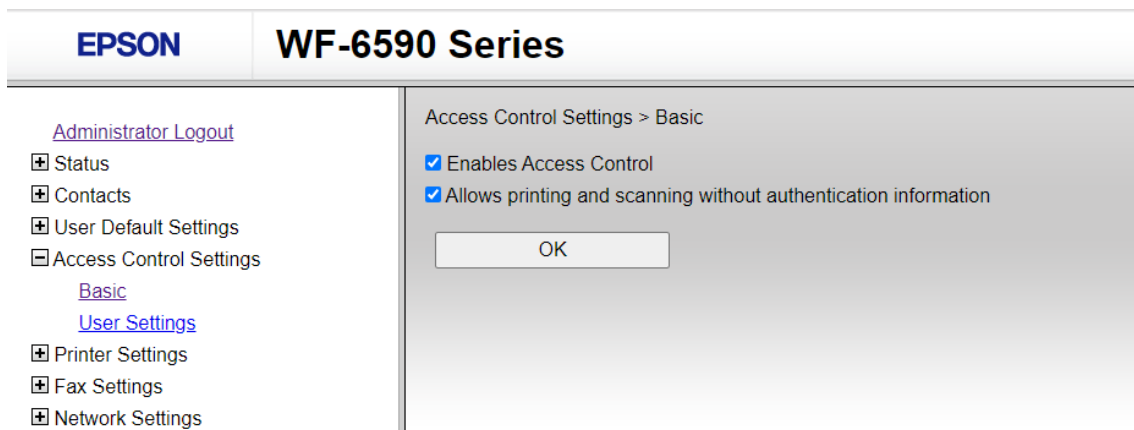 EPSON
WF-6590 Series
Administrator Logout
Status
Contacts
User Default Settings
Access Control Settings
Basic
User Settings
Printer Settings
Fax Settings
Network Settings
Access Control Settings > Basic
Enables Access Control
Allows printing and scanning without authentication information
OK